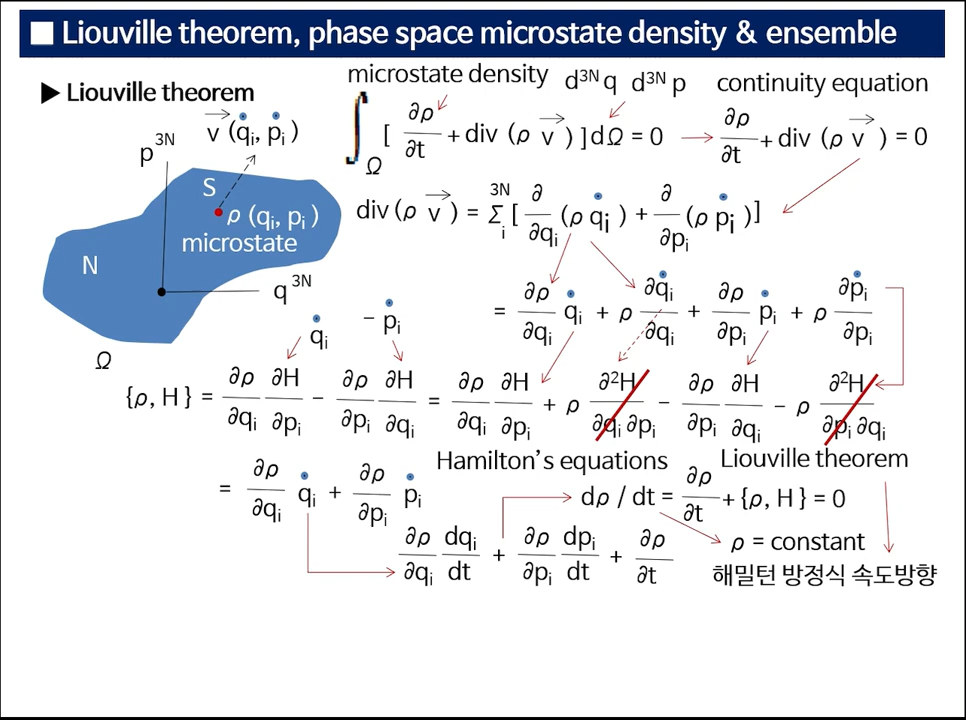 ■ Liouville theorem, phase space microstate density & ensemble
▶ Liouville theorem
microstate density
d³ᴺq d³ᴺp
continuity equation
∫_Ω [ ∂ρ/∂t + div (ρ v⃗ ) ] dΩ = 0 → ∂ρ/∂t + div (ρ v⃗ ) = 0
v⃗ (q̇ᵢ, ṗᵢ )
p³ᴺ
S
ρ (qᵢ, pᵢ )
microstate
N
q³ᴺ
Ω
div (ρ v⃗ ) = Σᵢ³ᴺ [ ∂/∂qᵢ (ρ q̇ᵢ ) + ∂/∂pᵢ (ρ ṗᵢ )]
= ∂ρ/∂qᵢ q̇ᵢ + ρ ∂q̇ᵢ/∂qᵢ + ∂ρ/∂pᵢ ṗᵢ + ρ ∂ṗᵢ/∂pᵢ
q̇ᵢ − ṗᵢ
{ρ, H } = ∂ρ/∂qᵢ ∂H/∂pᵢ − ∂ρ/∂pᵢ ∂H/∂qᵢ = ∂ρ/∂qᵢ ∂H/∂pᵢ + ρ ∂²H/∂qᵢ ∂pᵢ − ∂ρ/∂pᵢ ∂H/∂qᵢ − ρ ∂²H/∂pᵢ ∂qᵢ
Hamilton's equations
Liouville theorem
= ∂ρ/∂qᵢ q̇ᵢ + ∂ρ/∂pᵢ ṗᵢ
dρ / dt = ∂ρ/∂t + {ρ, H } = 0
∂ρ/∂qᵢ dqᵢ/dt + ∂ρ/∂pᵢ dpᵢ/dt + ∂ρ/∂t
ρ = constant
해밀턴 방정식 속도방향